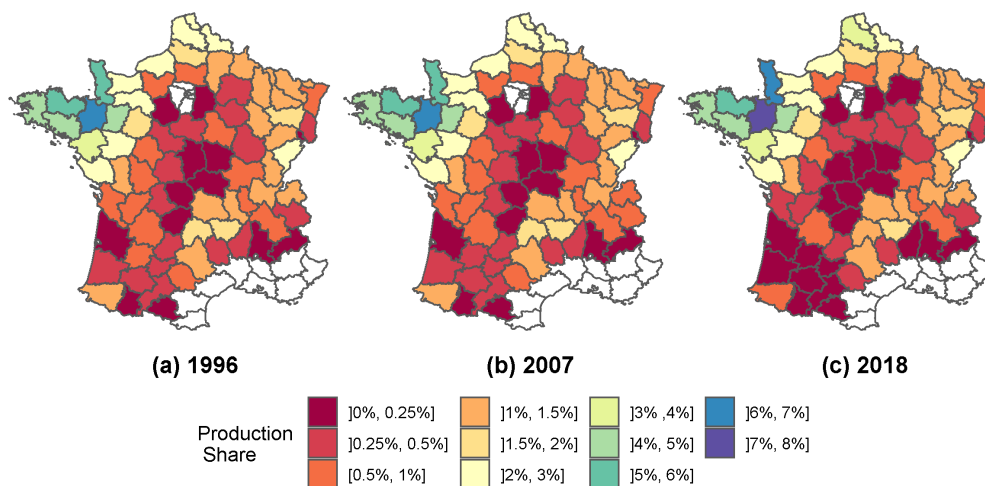 (a) 1996
(b) 2007
(c) 2018
Production
Share
]0%, 0.25%]
]0.25%, 0.5%]
[0.5%, 1%]
]1%, 1.5%]
]1.5%, 2%]
]2%, 3%]
]3% ,4%]
]4%, 5%]
]5%, 6%]
]6%, 7%]
]7%, 8%]